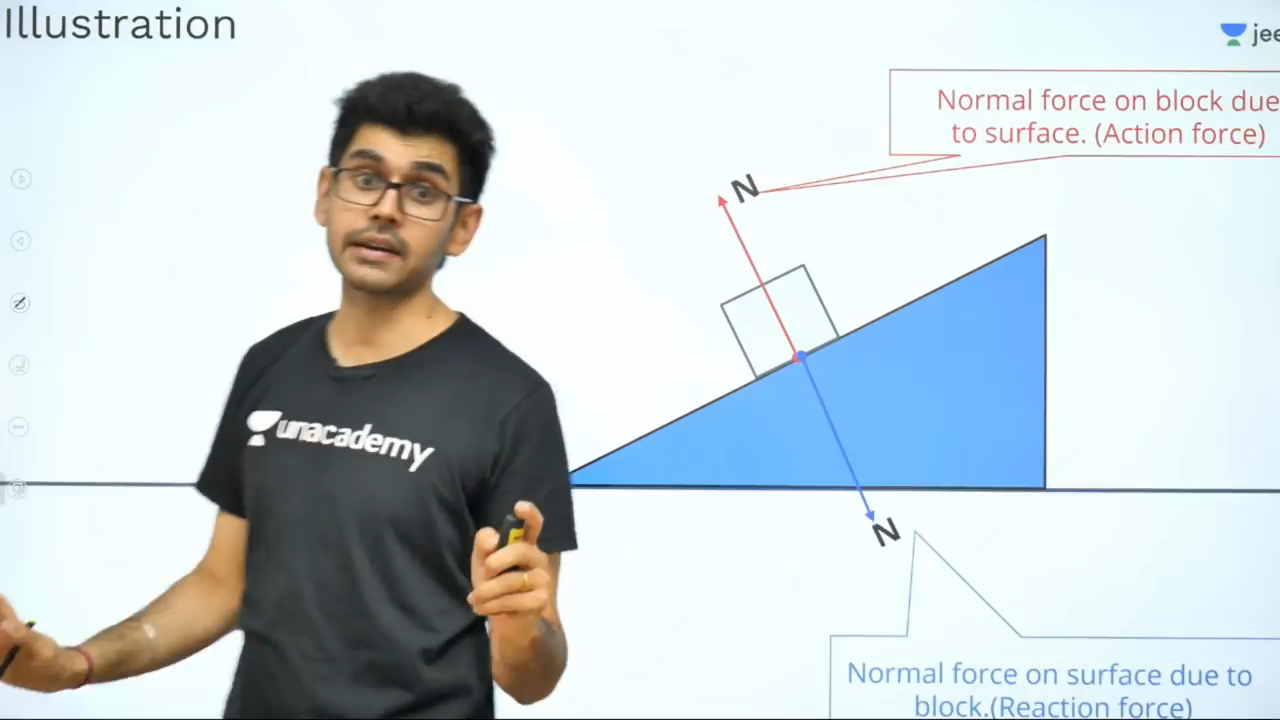 Illustration
jee
Normal force on block due
to surface. (Action force)
N
unacademy
N
Normal force on surface due to
block.(Reaction force)